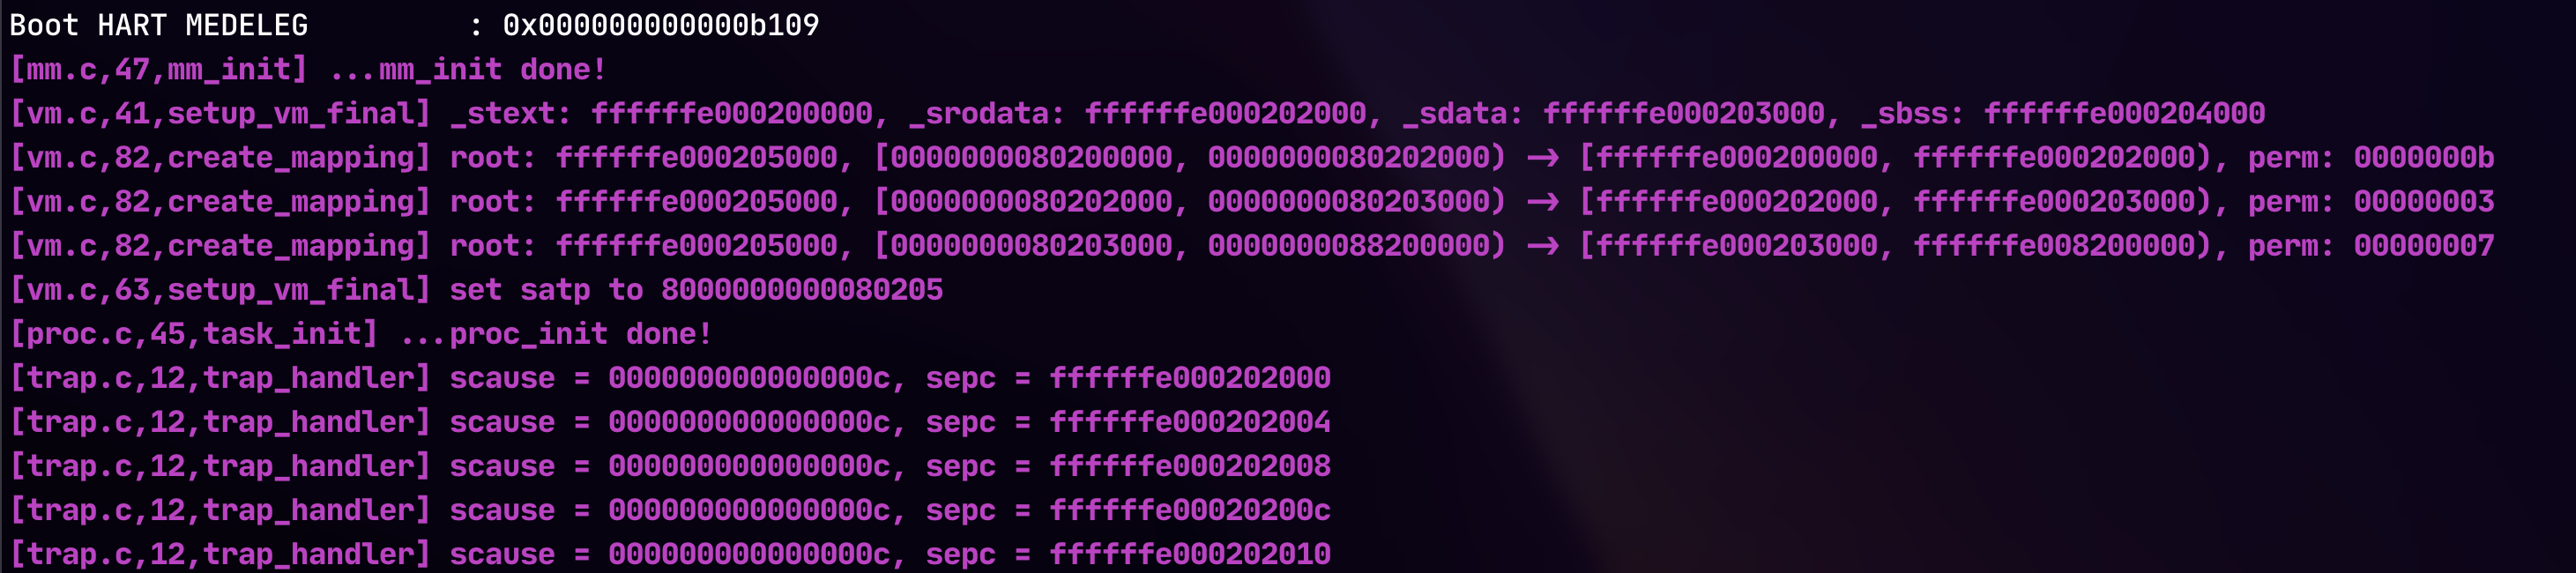 Boot HART MEDELEG         : 0x000000000000b109
[mm.c,47,mm_init] ...mm_init done!
[vm.c,41,setup_vm_final] _stext: ffffffe000200000, _srodata: ffffffe000202000, _sdata: ffffffe000203000, _sbss: ffffffe000204000
[vm.c,82,create_mapping] root: ffffffe000205000, [0000000080200000, 0000000080202000) -> [ffffffe000200000, ffffffe000202000), perm: 0000000b
[vm.c,82,create_mapping] root: ffffffe000205000, [0000000080202000, 0000000080203000) -> [ffffffe000202000, ffffffe000203000), perm: 00000003
[vm.c,82,create_mapping] root: ffffffe000205000, [0000000080203000, 0000000088200000) -> [ffffffe000203000, ffffffe008200000), perm: 00000007
[vm.c,63,setup_vm_final] set satp to 8000000000080205
[proc.c,45,task_init] ...proc_init done!
[trap.c,12,trap_handler] scause = 000000000000000c, sepc = ffffffe000202000
[trap.c,12,trap_handler] scause = 000000000000000c, sepc = ffffffe000202004
[trap.c,12,trap_handler] scause = 000000000000000c, sepc = ffffffe000202008
[trap.c,12,trap_handler] scause = 000000000000000c, sepc = ffffffe00020200c
[trap.c,12,trap_handler] scause = 000000000000000c, sepc = ffffffe000202010